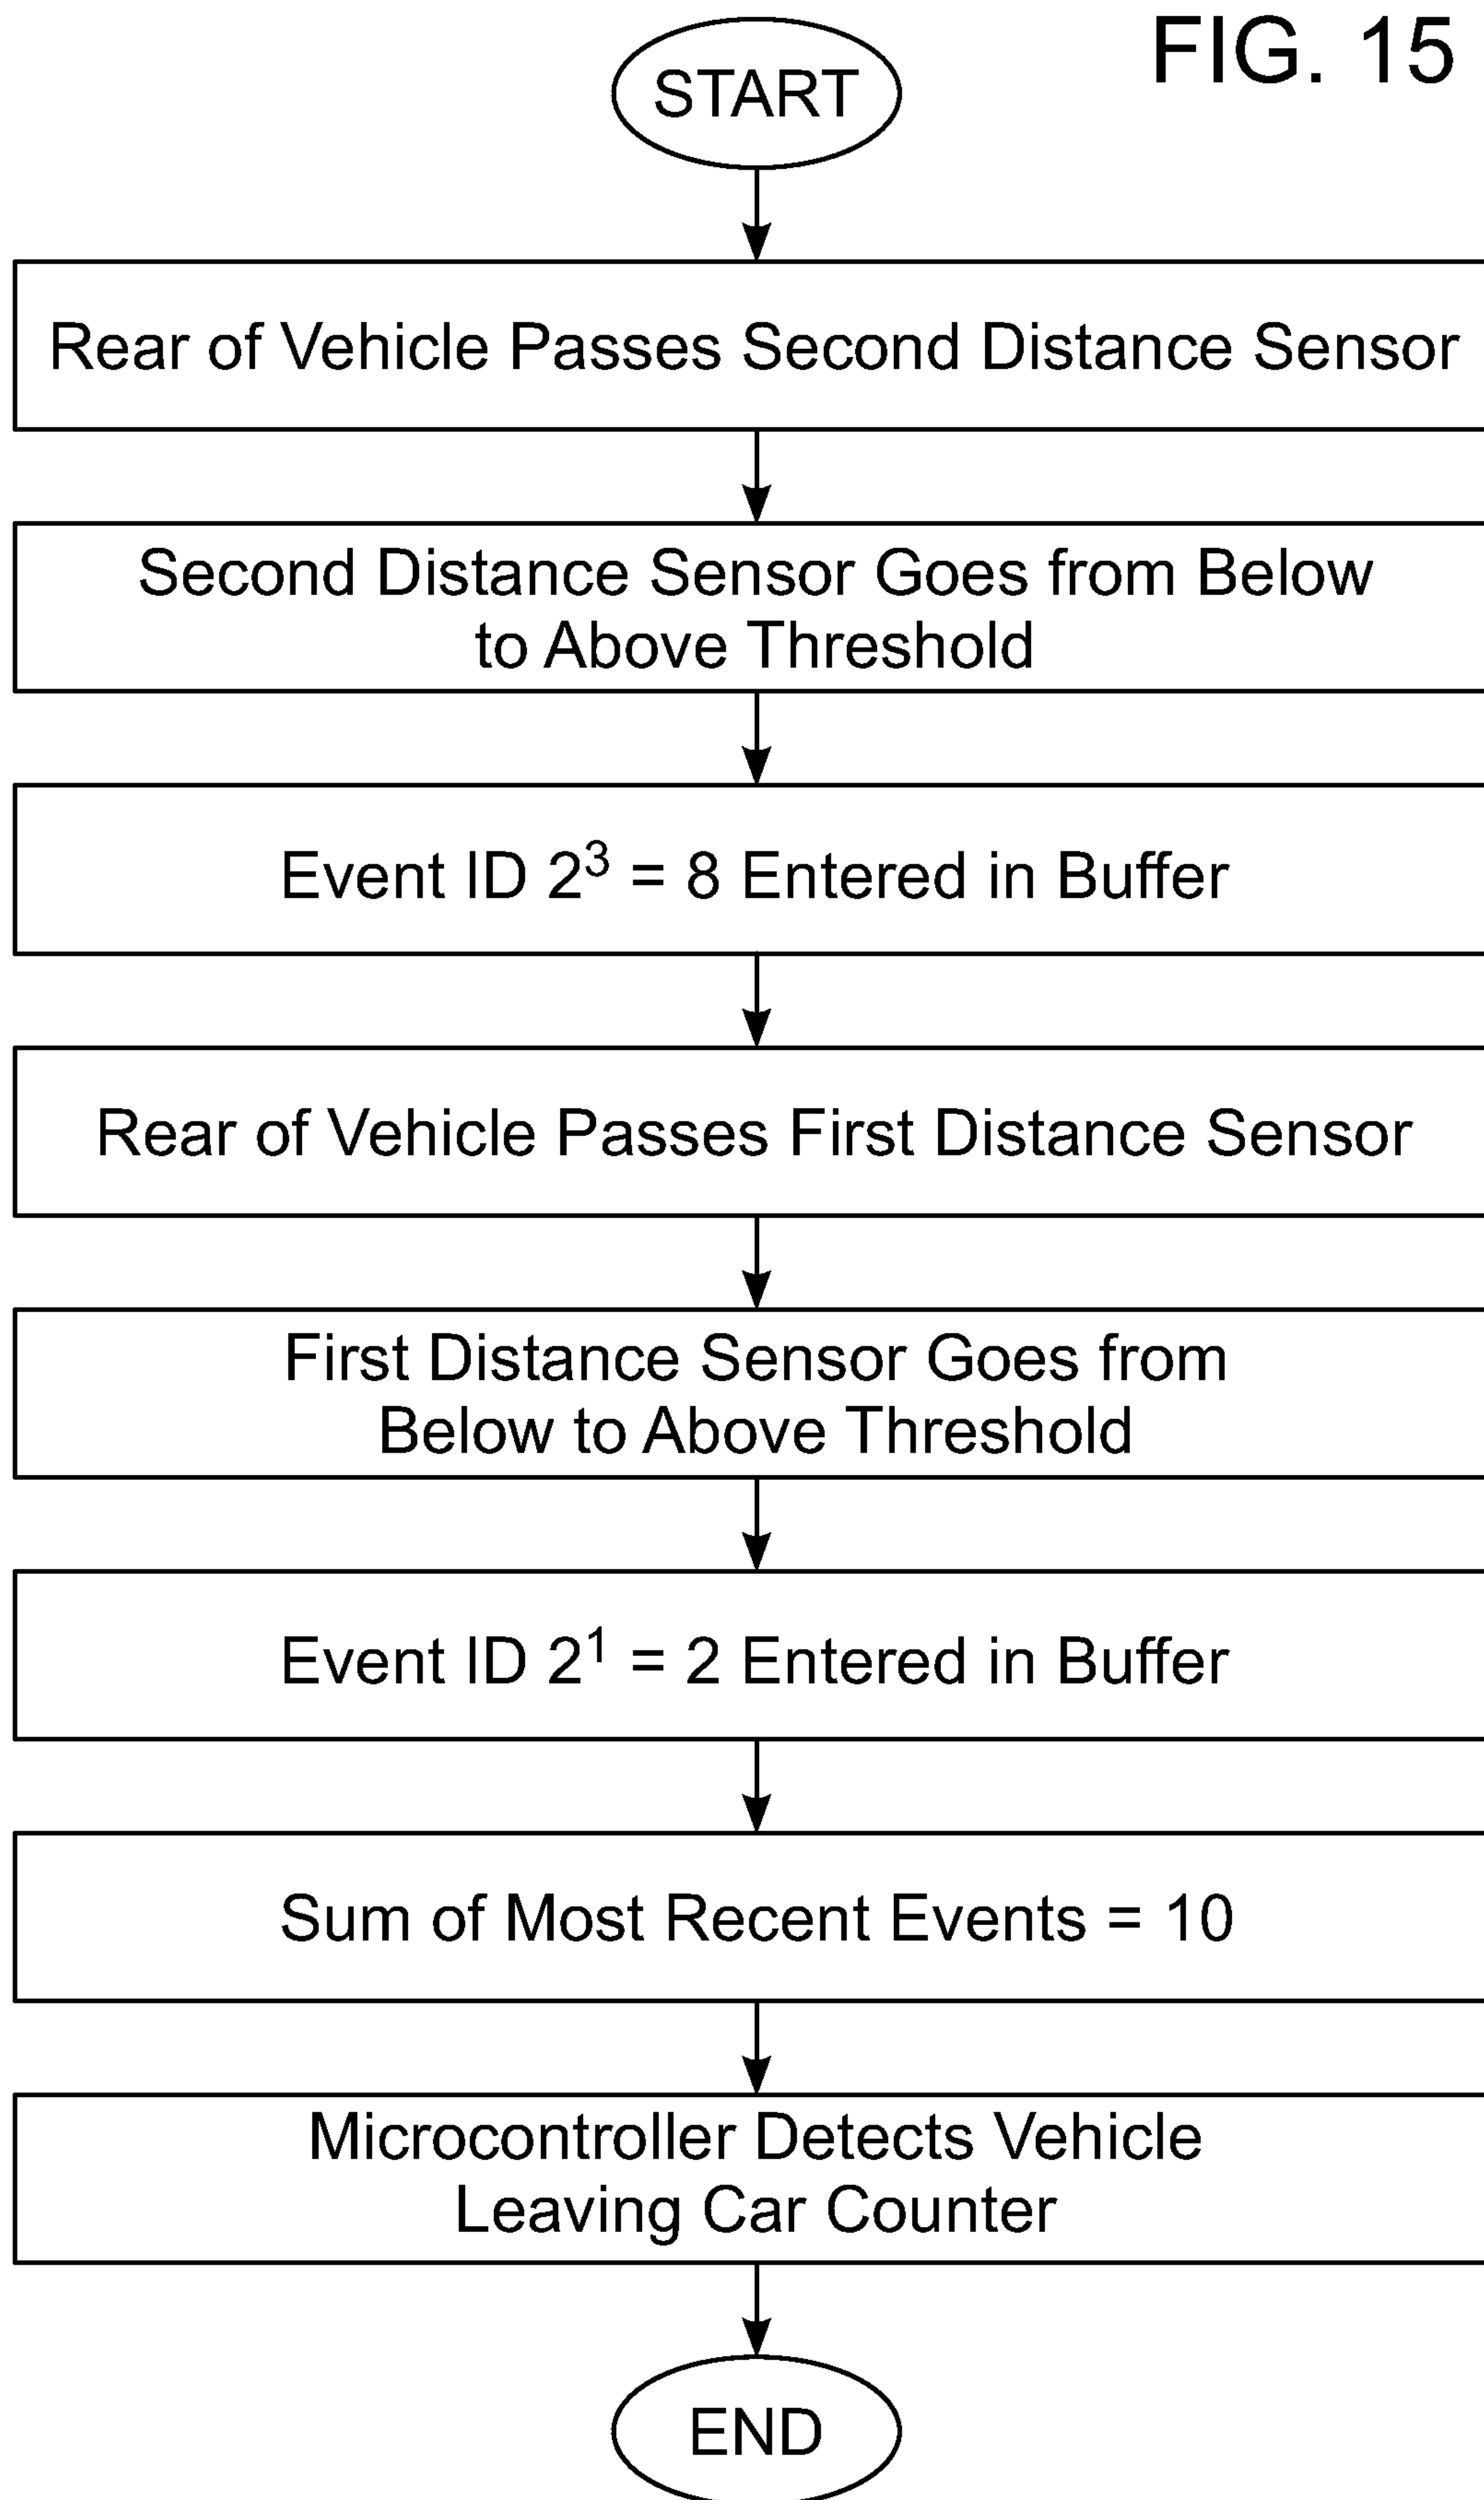 FIG. 15
START
Rear of Vehicle Passes Second Distance Sensor
Second Distance Sensor Goes from Below
to Above Threshold
Event ID 2³ = 8 Entered in Buffer
Rear of Vehicle Passes First Distance Sensor
First Distance Sensor Goes from
Below to Above Threshold
Event ID 2¹ = 2 Entered in Buffer
Sum of Most Recent Events = 10
Microcontroller Detects Vehicle
Leaving Car Counter
END